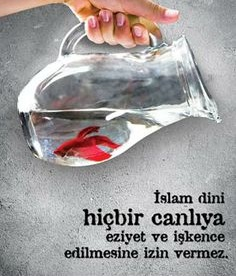 İslam dini
hiçbir canlıya
eziyet ve işkence
edilmesine izin vermez.